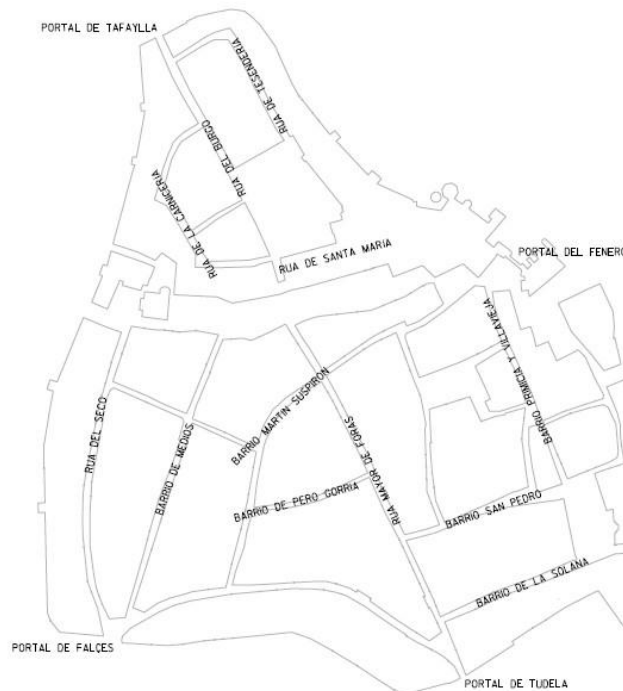 PORTAL DE TAFAYLLA
RUA DE TESENDERIA
RUA DEL BURGO
RUA DE LA CARNICERIA
RUA DE SANTA MARIA
PORTAL DEL FENERO
BARRIO PRIMICIA Y VILLAVIEJA
RUA DEL SECO
BARRIO DE MEDIOS
BARRIO MARTIN SUSPIRON
RUA MAYOR DE FORAS
BARRIO DE PERO GORRIA
BARRIO SAN PEDRO
BARRIO DE LA SOLANA
PORTAL DE FALÇES
PORTAL DE TUDELA